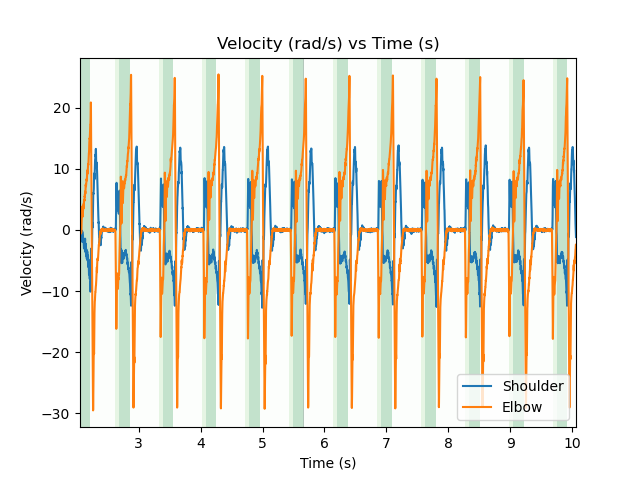 Velocity (rad/s) vs Time (s)
Velocity (rad/s)
20
10
0
−10
−20
−30
3 4 5 6 7 8 9 10
Time (s)
Shoulder
Elbow